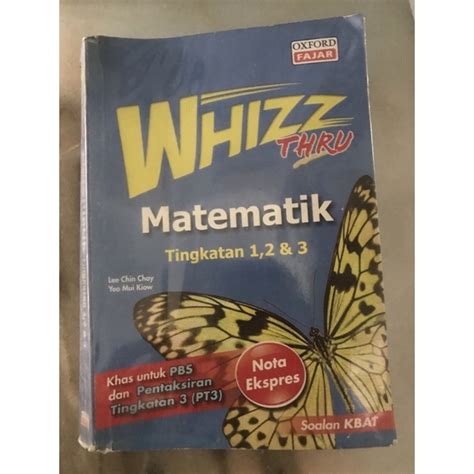 OXFORD
FAJAR
WHIZZ
THRU
Matematik
Tingkatan 1,2 & 3
Lee Chin Chay
Yoo Mui Kiow
Khas untuk PBS
dan Pentaksiran
Tingkatan 3 (PT3)
Nota
Ekspres
Soalan KBAT